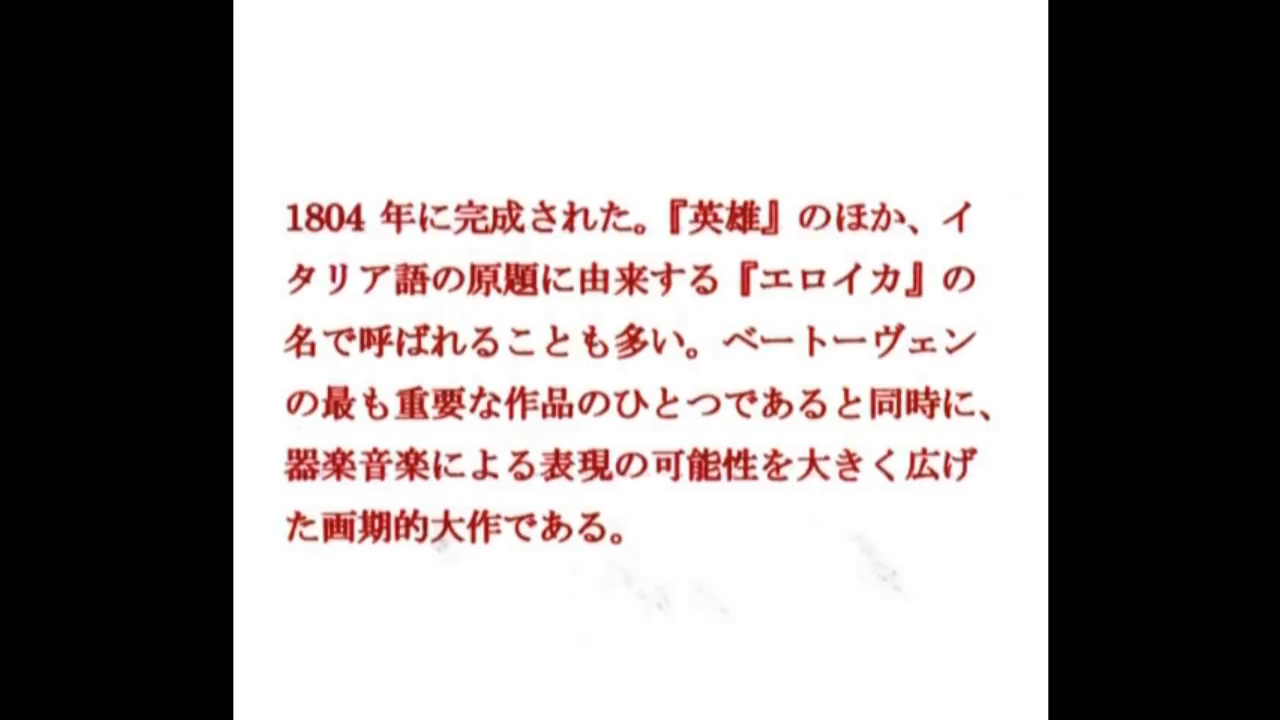 1804 年に完成された。『英雄』のほか、イ
タリア語の原題に由来する『エロイカ』の
名で呼ばれることも多い。ベートーヴェン
の最も重要な作品のひとつであると同時に、
器楽音楽による表現の可能性を大きく広げ
た画期的大作である。